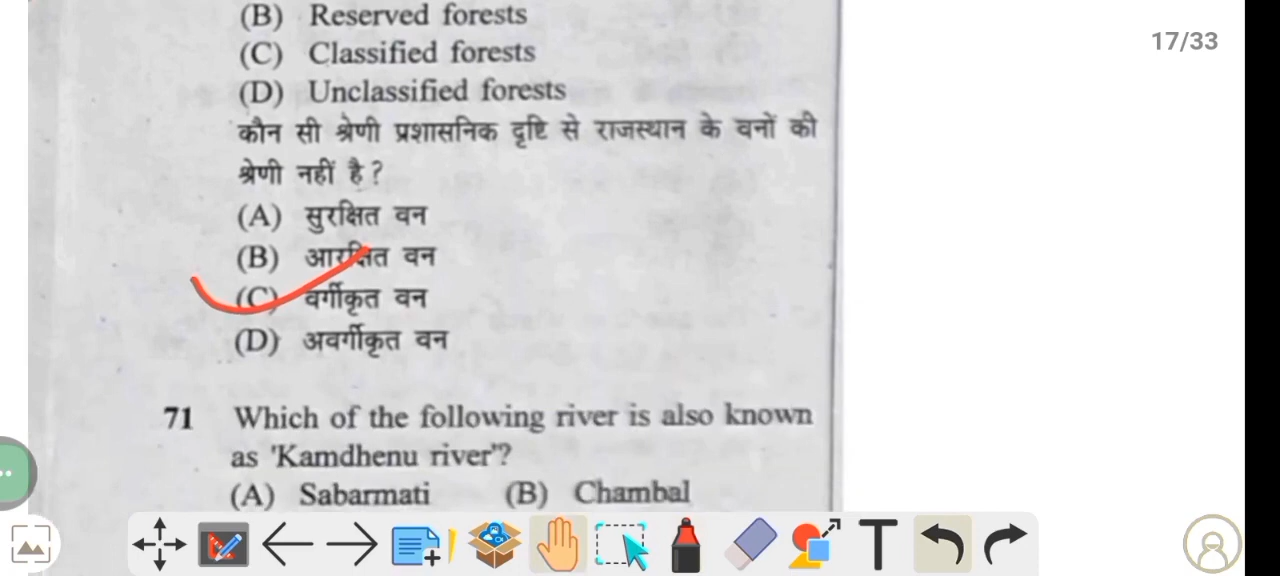 (B) Reserved forests
17/33
(C) Classified forests
(D) Unclassified forests
कौन सी श्रेणी प्रशासनिक दृष्टि से राजस्थान के वनों की
श्रेणी नहीं है ?
(A) सुरक्षित वन
(B) आरक्षित वन
(C) वर्गीकृत वन
(D) अवर्गीकृत वन
71 Which of the following river is also known
as 'Kamdhenu river'?
(A) Sabarmati (B) Chambal
T